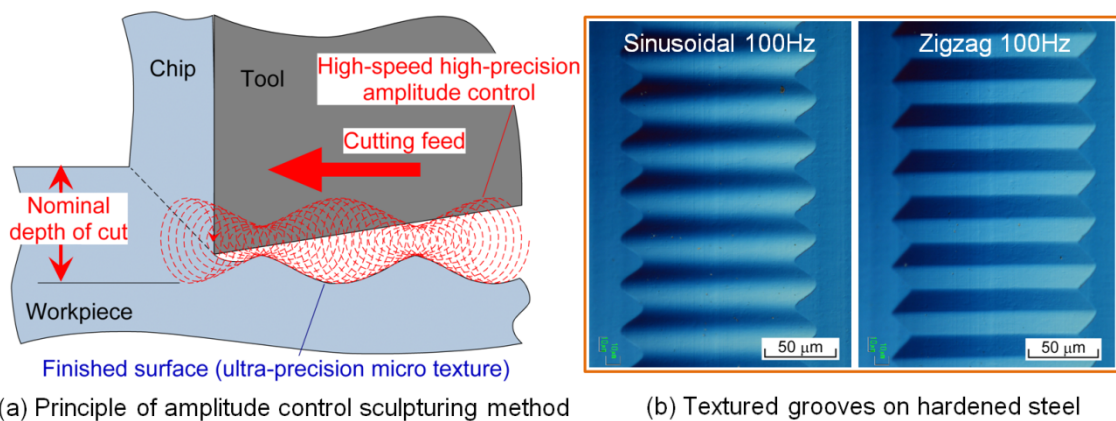 Chip
Tool
High-speed high-precision
amplitude control
Cutting feed
Nominal
depth of cut
Workpiece
Finished surface (ultra-precision micro texture)
(a) Principle of amplitude control sculpturing method
Sinusoidal 100Hz
50 μm
Zigzag 100Hz
50 μm
(b) Textured grooves on hardened steel